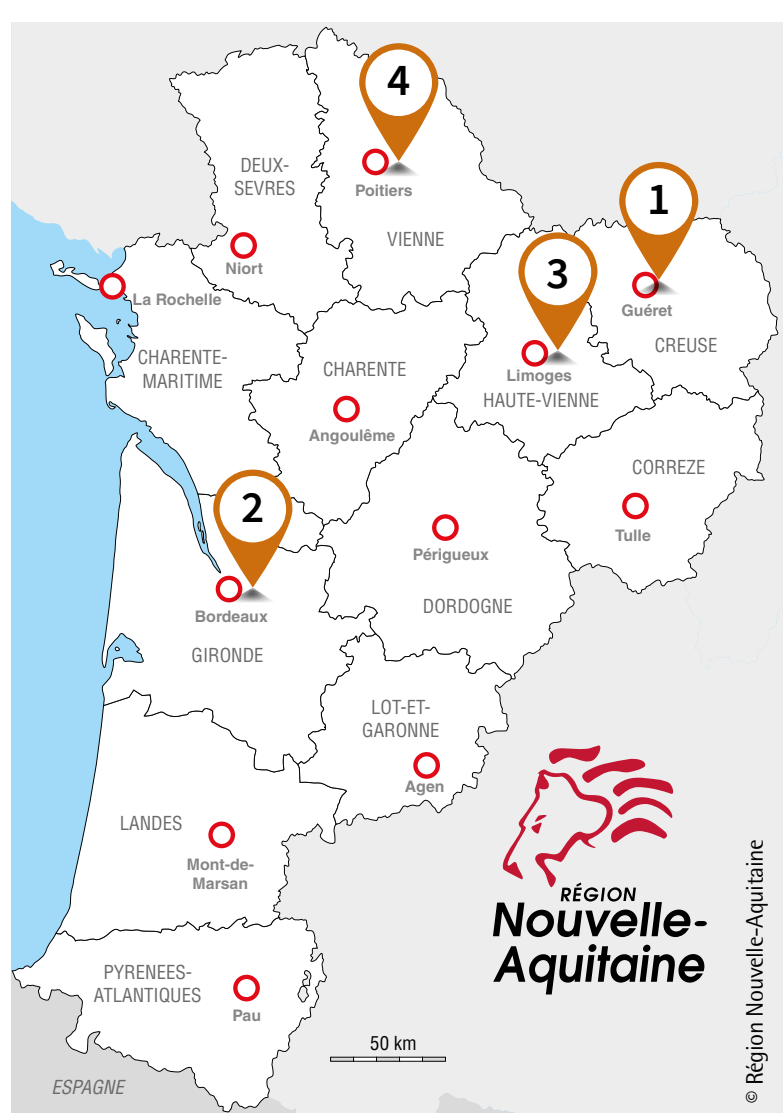 4
DEUX-
SEVRES
Poitiers
1
VIENNE
Niort
3
La Rochelle
Guéret
CREUSE
CHARENTE-
MARITIME
CHARENTE
Limoges
HAUTE-VIENNE
Angoulême
CORREZE
2
Tulle
Périgueux
DORDOGNE
Bordeaux
GIRONDE
LOT-ET-
GARONNE
Agen
LANDES
Mont-de-
Marsan
RÉGION
Nouvelle-
Aquitaine
PYRENEES-
ATLANTIQUES
Pau
50 km
ESPAGNE
© Région Nouvelle-Aquitaine